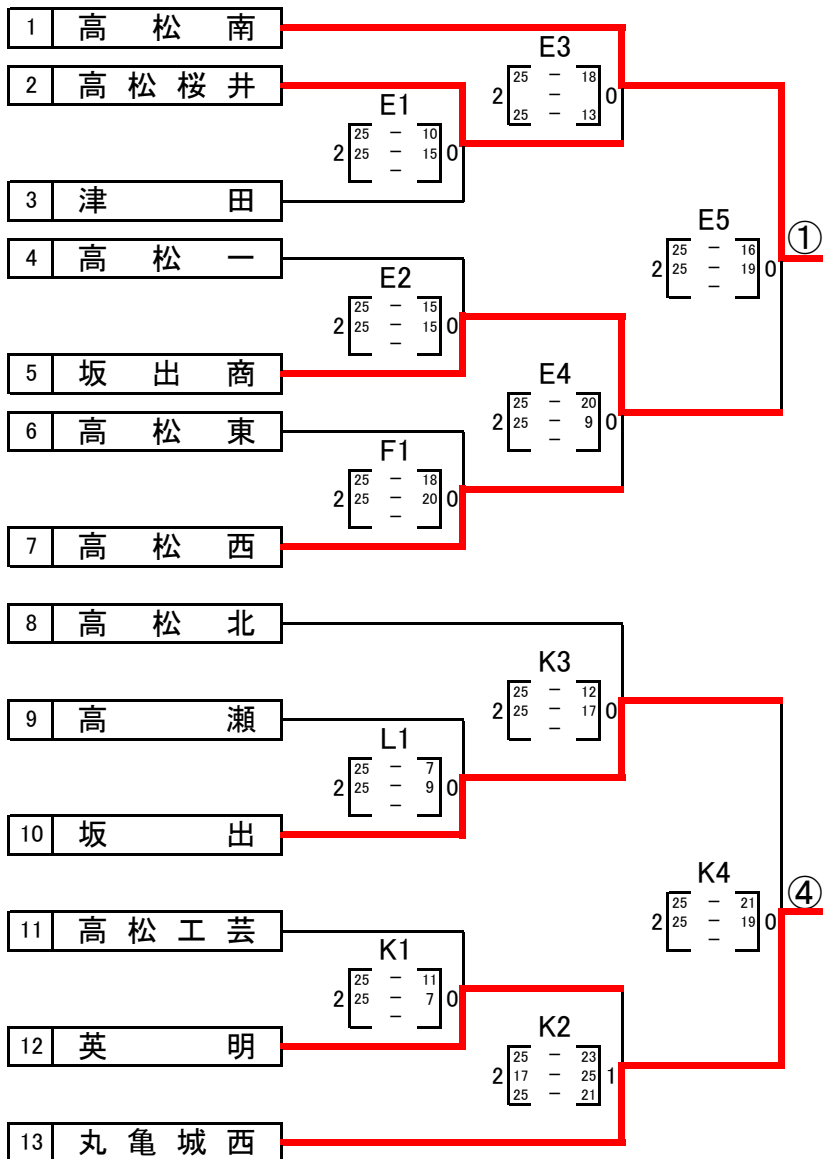 1 高松南
E3
25 － 18
2 － 0
25 － 13
2 高松桜井
E1
25 － 10
2 25 － 15 0
－
3 津田
E5
25 － 16
2 25 － 19 0
－
①
4 高松一
E2
25 － 15
2 25 － 15 0
－
5 坂出商
E4
25 － 20
2 25 － 9 0
－
6 高松東
F1
25 － 18
2 25 － 20 0
－
7 高松西
8 高松北
K3
25 － 12
2 25 － 17 0
－
9 高瀬
L1
25 － 7
2 25 － 9 0
－
10 坂出
K4
25 － 21
2 25 － 19 0
－
④
11 高松工芸
K1
25 － 11
2 25 － 7 0
－
12 英明
K2
25 － 23
2 17 － 25 1
25 － 21
13 丸亀城西